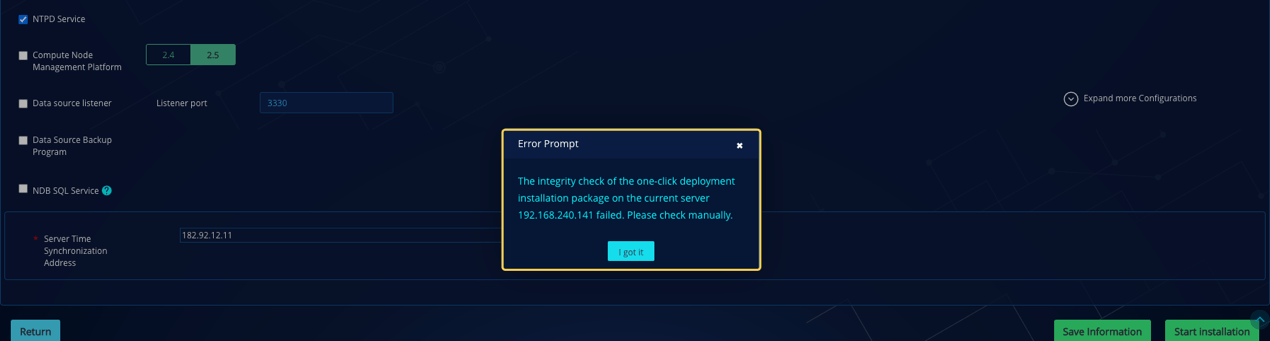 NTPD Service
Compute Node
Management Platform
2.4
2.5
Data source listener
Listener port
3330
Expand more Configurations
Data Source Backup
Program
NDB SQL Service ?
Error Prompt
The integrity check of the one-click deployment
installation package on the current server
192.168.240.141 failed. Please check manually.
I got it
* Server Time
Synchronization
Address
182.92.12.11
Return
Save Information
Start installation